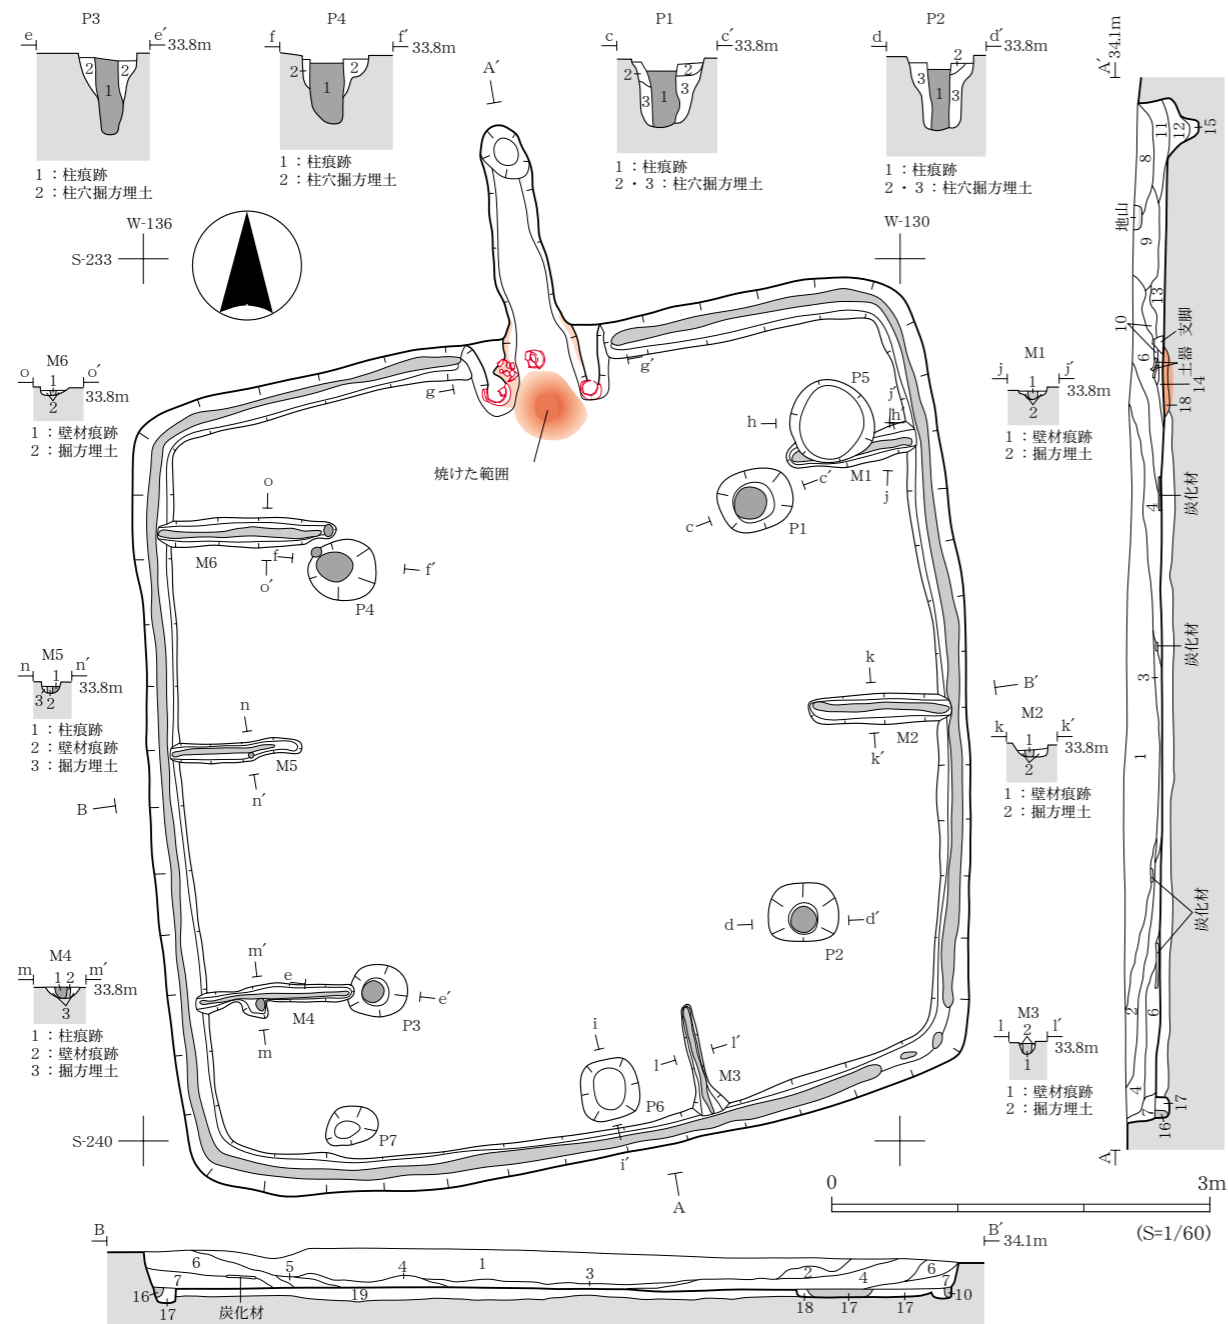 P3
e e′ 33.8m
2 2
1
1：柱痕跡
2：柱穴掘方埋土
P4
f f′ 33.8m
2 2
1
1：柱痕跡
2：柱穴掘方埋土
P1
c c′ 33.8m
2 2
3 1 3
1：柱痕跡
2・3：柱穴掘方埋土
P2
d d′ 33.8m
2
3 1 3
1：柱痕跡
2・3：柱穴掘方埋土
A′
W-136
S-233
W-130
M6
o o′
33.8m
1
2
1：壁材痕跡
2：掘方埋土
M5
n n′
33.8m
1
3 2
1：柱痕跡
2：壁材痕跡
3：掘方埋土
M4
m m′
33.8m
1 2
3
1：柱痕跡
2：壁材痕跡
3：掘方埋土
g g′
焼けた範囲
P5
h h′
j′
M1
j
c c′
P1
o
M6
f
o′
f′
P4
k
M2
k′
B′
n
M5
n′
B
d d′
P2
m′
e
M4
e′
P3
m
i
l l′
M3
P6
i′
P7
S-240
A
M1
j j′
33.8m
1
2
1：壁材痕跡
2：掘方埋土
M2
k k′
33.8m
1
2
1：壁材痕跡
2：掘方埋土
M3
l l′
33.8m
2
1
1：壁材痕跡
2：掘方埋土
A′ 34.1m
15
12
11
8
地山
9
13
10
支脚
6
土器
14
18
4
炭化材
炭化材
3
1
炭化材
2
6
4
7
17
16
A
0 3m
(S=1/60)
B B′ 34.1m
6 5 4 1 3 2 4 6
7 7
16 17 炭化材 19 18 17 17 10